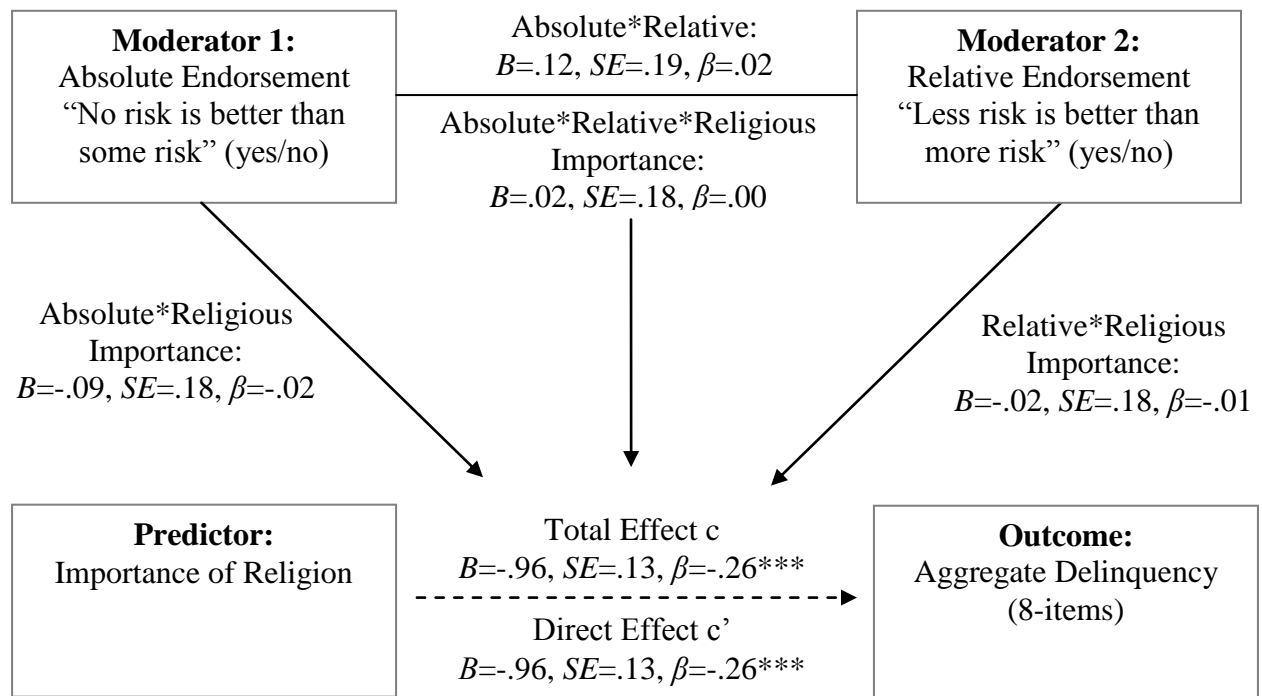 Moderator 1:
Absolute Endorsement
“No risk is better than
some risk” (yes/no)
Absolute*Relative:
B=.12, SE=.19, β=.02
Absolute*Relative*Religious
Importance:
B=.02, SE=.18, β=.00
Moderator 2:
Relative Endorsement
“Less risk is better than
more risk” (yes/no)
Absolute*Religious
Importance:
B=-.09, SE=.18, β=-.02
Relative*Religious
Importance:
B=-.02, SE=.18, β=-.01
Predictor:
Importance of Religion
Total Effect c
B=-.96, SE=.13, β=-.26***
Direct Effect c’
B=-.96, SE=.13, β=-.26***
Outcome:
Aggregate Delinquency
(8-items)